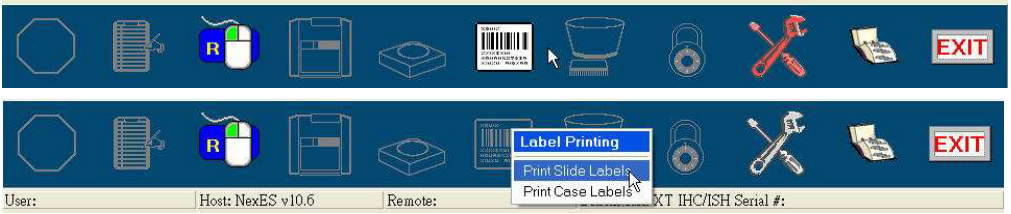 R
EXIT
R
EXIT
Label Printing
Print Slide Labels
Print Case Labels
User:
Host: NexES v10.6
Remote:
XT IHC/ISH Serial #: